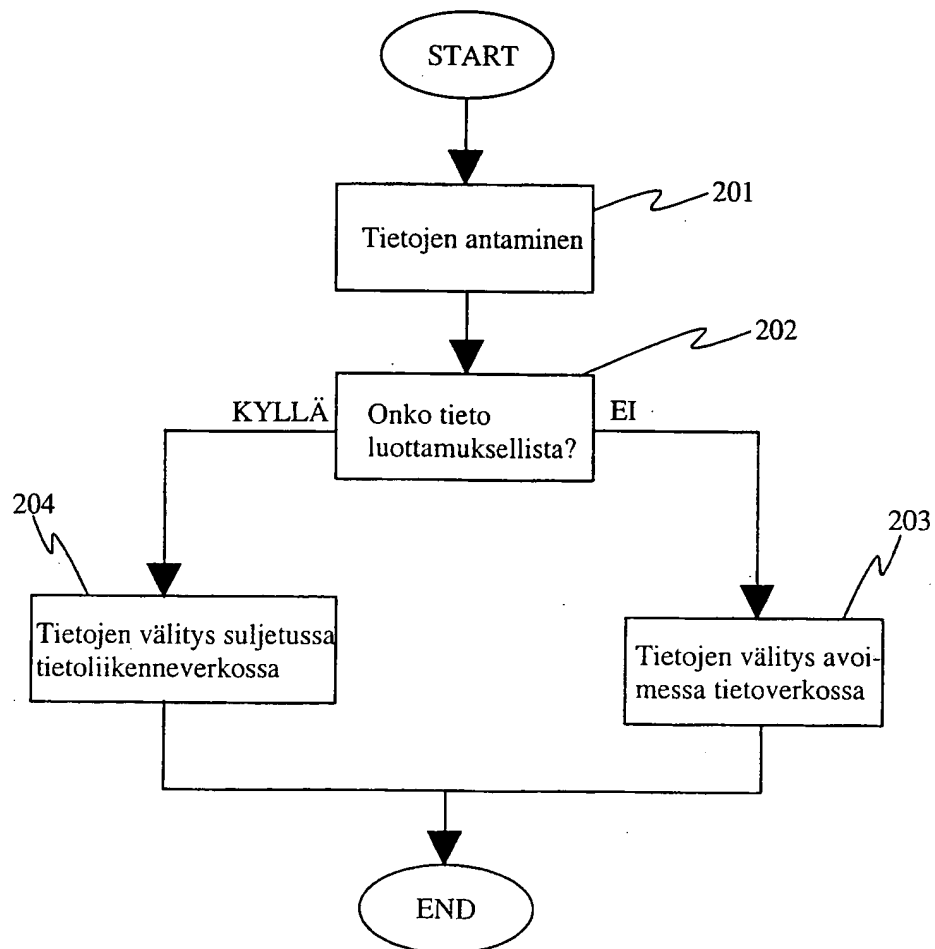 START
201
Tietojen antaminen
202
KYLLÄ
Onko tieto
luottamuksellista?
EI
204
203
Tietojen välitys suljetussa
tietoliikenneverkossa
Tietojen välitys avoi-
messa tietoverkossa
END